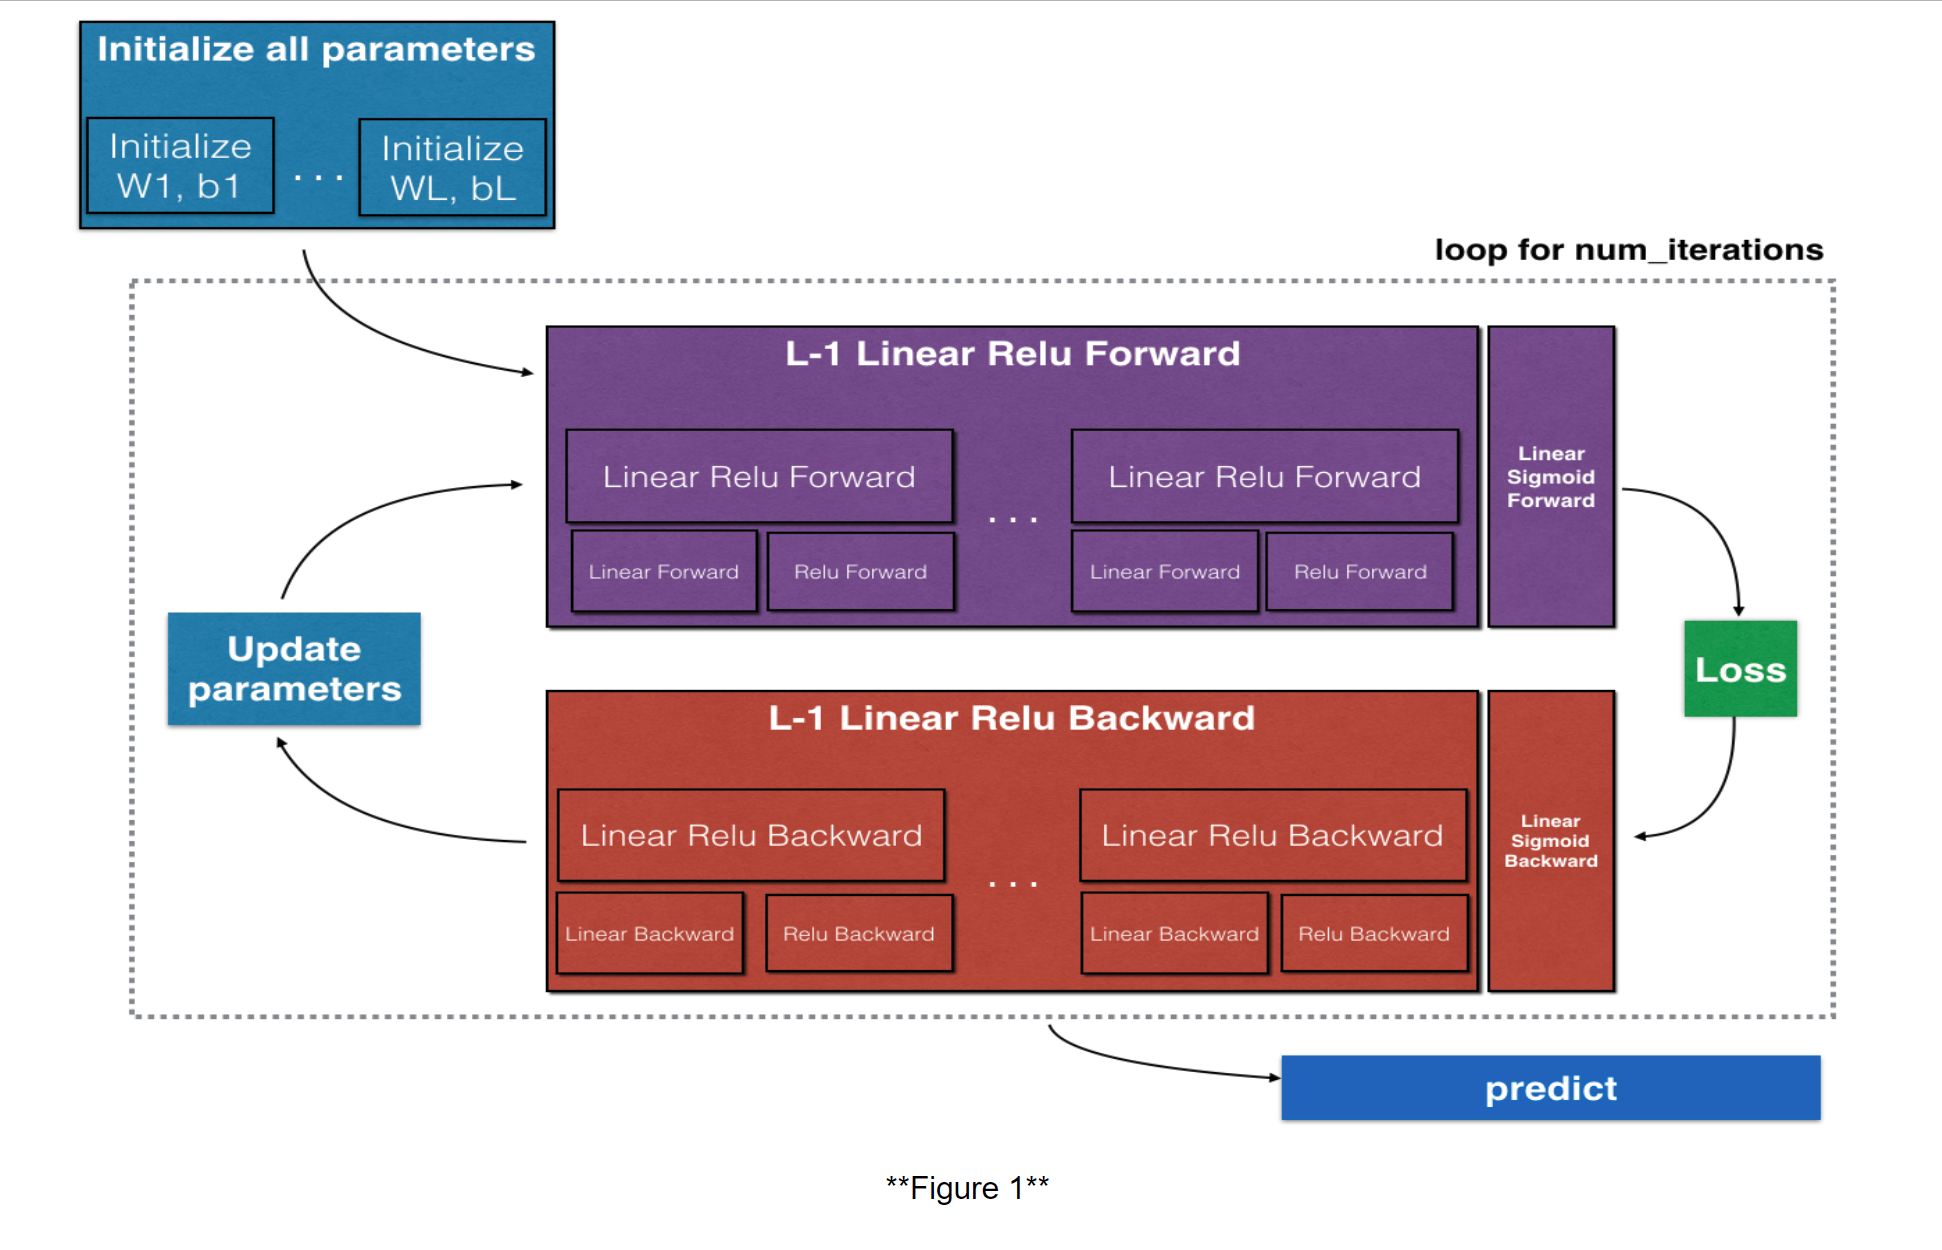 Initialize all parameters
Initialize
W1, b1
. . .
Initialize
WL, bL
loop for num_iterations
L-1 Linear Relu Forward
Linear Relu Forward
. . .
Linear Relu Forward
Linear Forward
Relu Forward
Linear Forward
Relu Forward
Linear
Sigmoid
Forward
Update
parameters
Loss
L-1 Linear Relu Backward
Linear Relu Backward
. . .
Linear Relu Backward
Linear Backward
Relu Backward
Linear Backward
Relu Backward
Linear
Sigmoid
Backward
predict
**Figure 1**